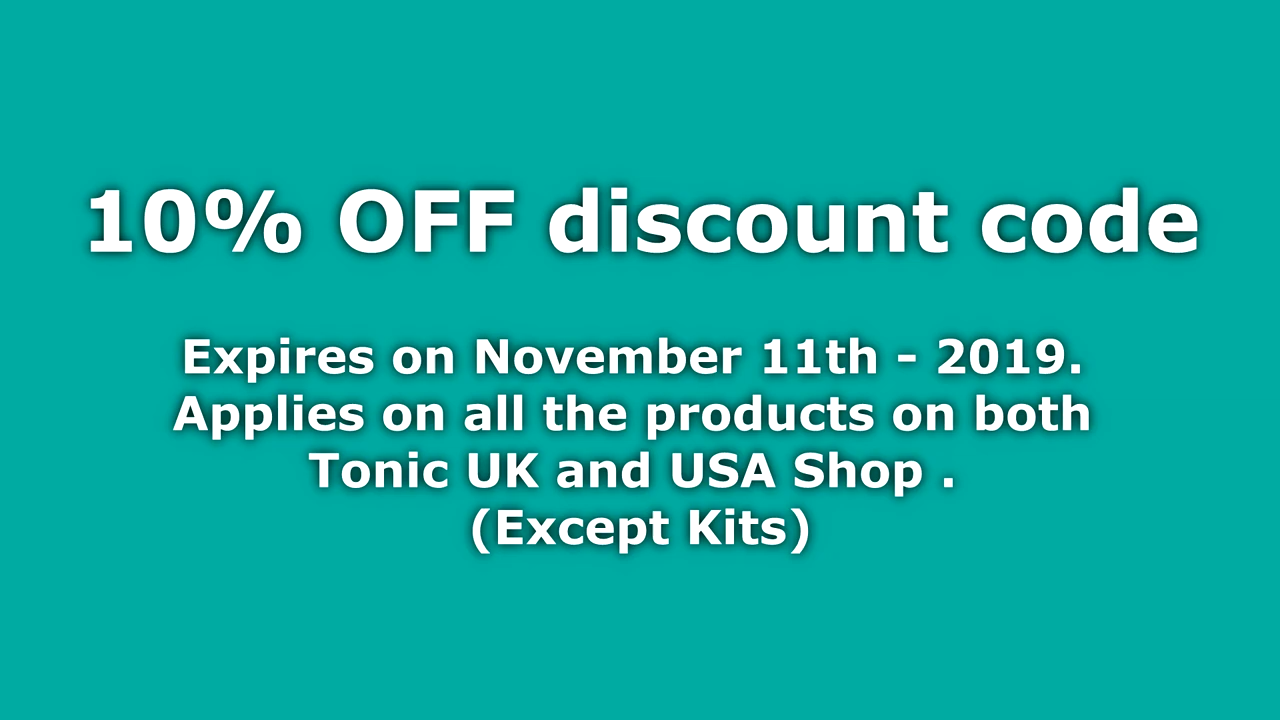 10% OFF discount code
Expires on November 11th - 2019.
Applies on all the products on both
Tonic UK and USA Shop .
(Except Kits)